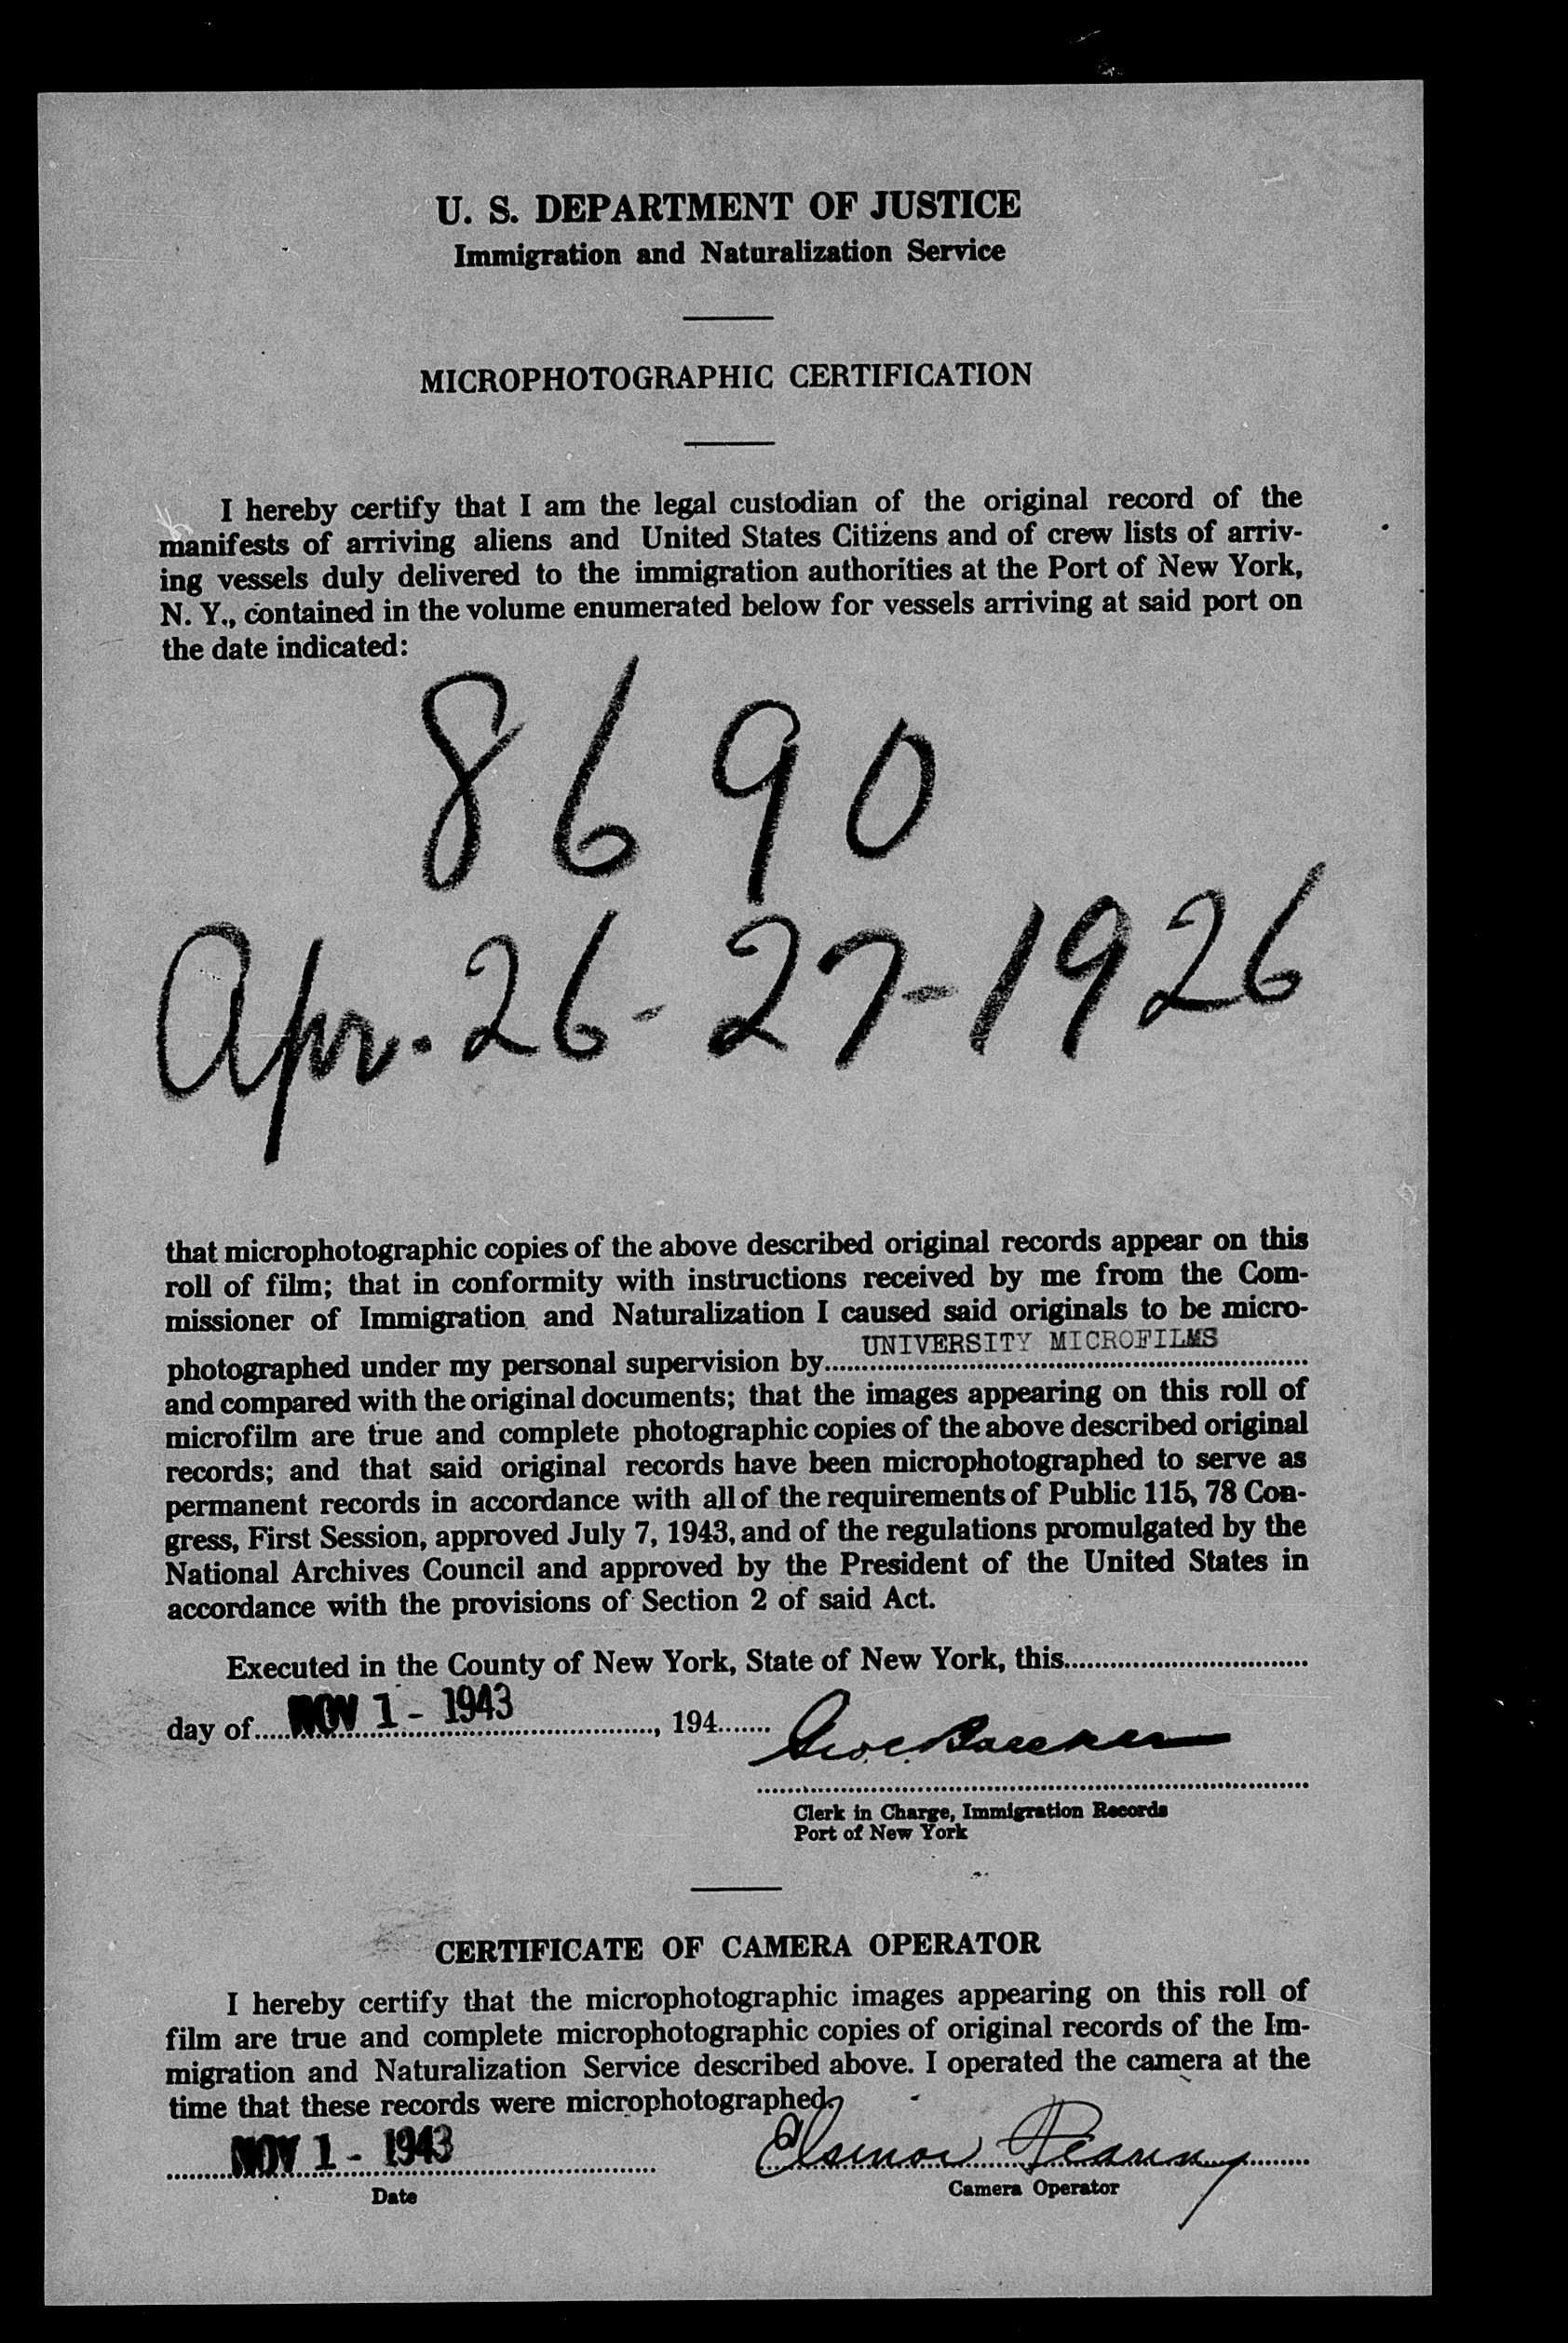 U. S. DEPARTMENT OF JUSTICE
Immigration and Naturalization Service
MICROPHOTOGRAPHIC CERTIFICATION
I hereby certify that I am the legal custodian of the original record of the
manifests of arriving aliens and United States Citizens and of crew lists of arriv-
ing vessels duly delivered to the immigration authorities at the Port of New York,
N. Y., contained in the volume enumerated below for vessels arriving at said port on
the date indicated:
8690
Apr. 26-27-1926
that microphotographic copies of the above described original records appear on this
roll of film; that in conformity with instructions received by me from the Com-
missioner of Immigration and Naturalization I caused said originals to be micro-
photographed under my personal supervision by UNIVERSITY MICROFILMS
and compared with the original documents; that the images appearing on this roll of
microfilm are true and complete photographic copies of the above described original
records; and that said original records have been microphotographed to serve as
permanent records in accordance with all of the requirements of Public 115, 78 Con-
gress, First Session, approved July 7, 1943, and of the regulations promulgated by the
National Archives Council and approved by the President of the United States in
accordance with the provisions of Section 2 of said Act.
Executed in the County of New York, State of New York, this
day of NOV 1 - 1943, 194
Clerk in Charge, Immigration Records
Port of New York
CERTIFICATE OF CAMERA OPERATOR
I hereby certify that the microphotographic images appearing on this roll of
film are true and complete microphotographic copies of original records of the Im-
migration and Naturalization Service described above. I operated the camera at the
time that these records were microphotographed.
NOV 1 - 1943
Date
Camera Operator